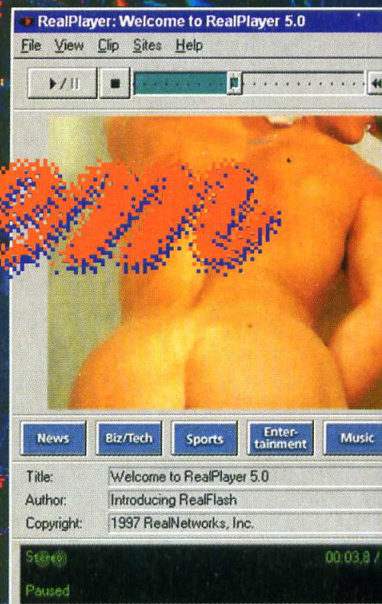 RealPlayer: Welcome to RealPlayer 5.0
File View Clip Sites Help
News Biz/Tech Sports Enter-tainment Music
Title: Welcome to RealPlayer 5.0
Author: Introducing RealFlash
Copyright: 1997 RealNetworks, Inc.
Stereo 00:03,8 /
Paused